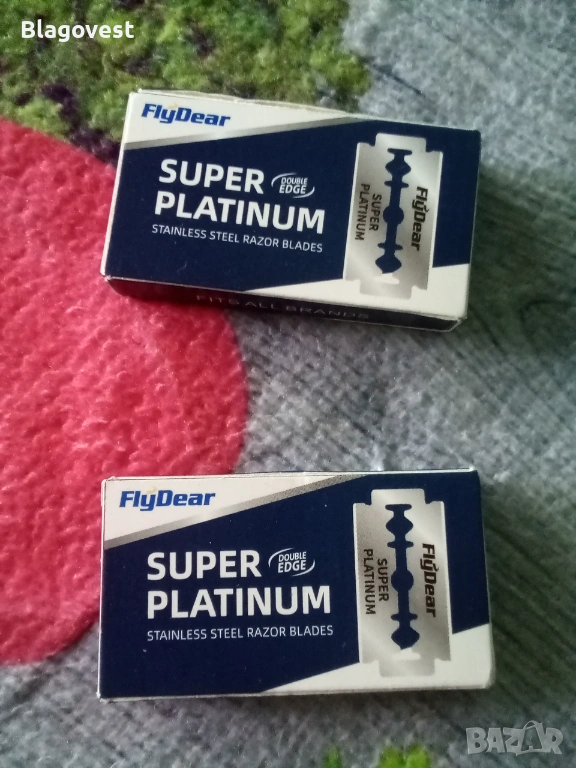 Blagovest
FlyDear
SUPER DOUBLE EDGE
PLATINUM
STAINLESS STEEL RAZOR BLADES
FlyDear
SUPER
PLATINUM
FITS ALL BRANDS
FlyDear
SUPER DOUBLE EDGE
PLATINUM
STAINLESS STEEL RAZOR BLADES
FlyDear
SUPER
PLATINUM
BAZAR